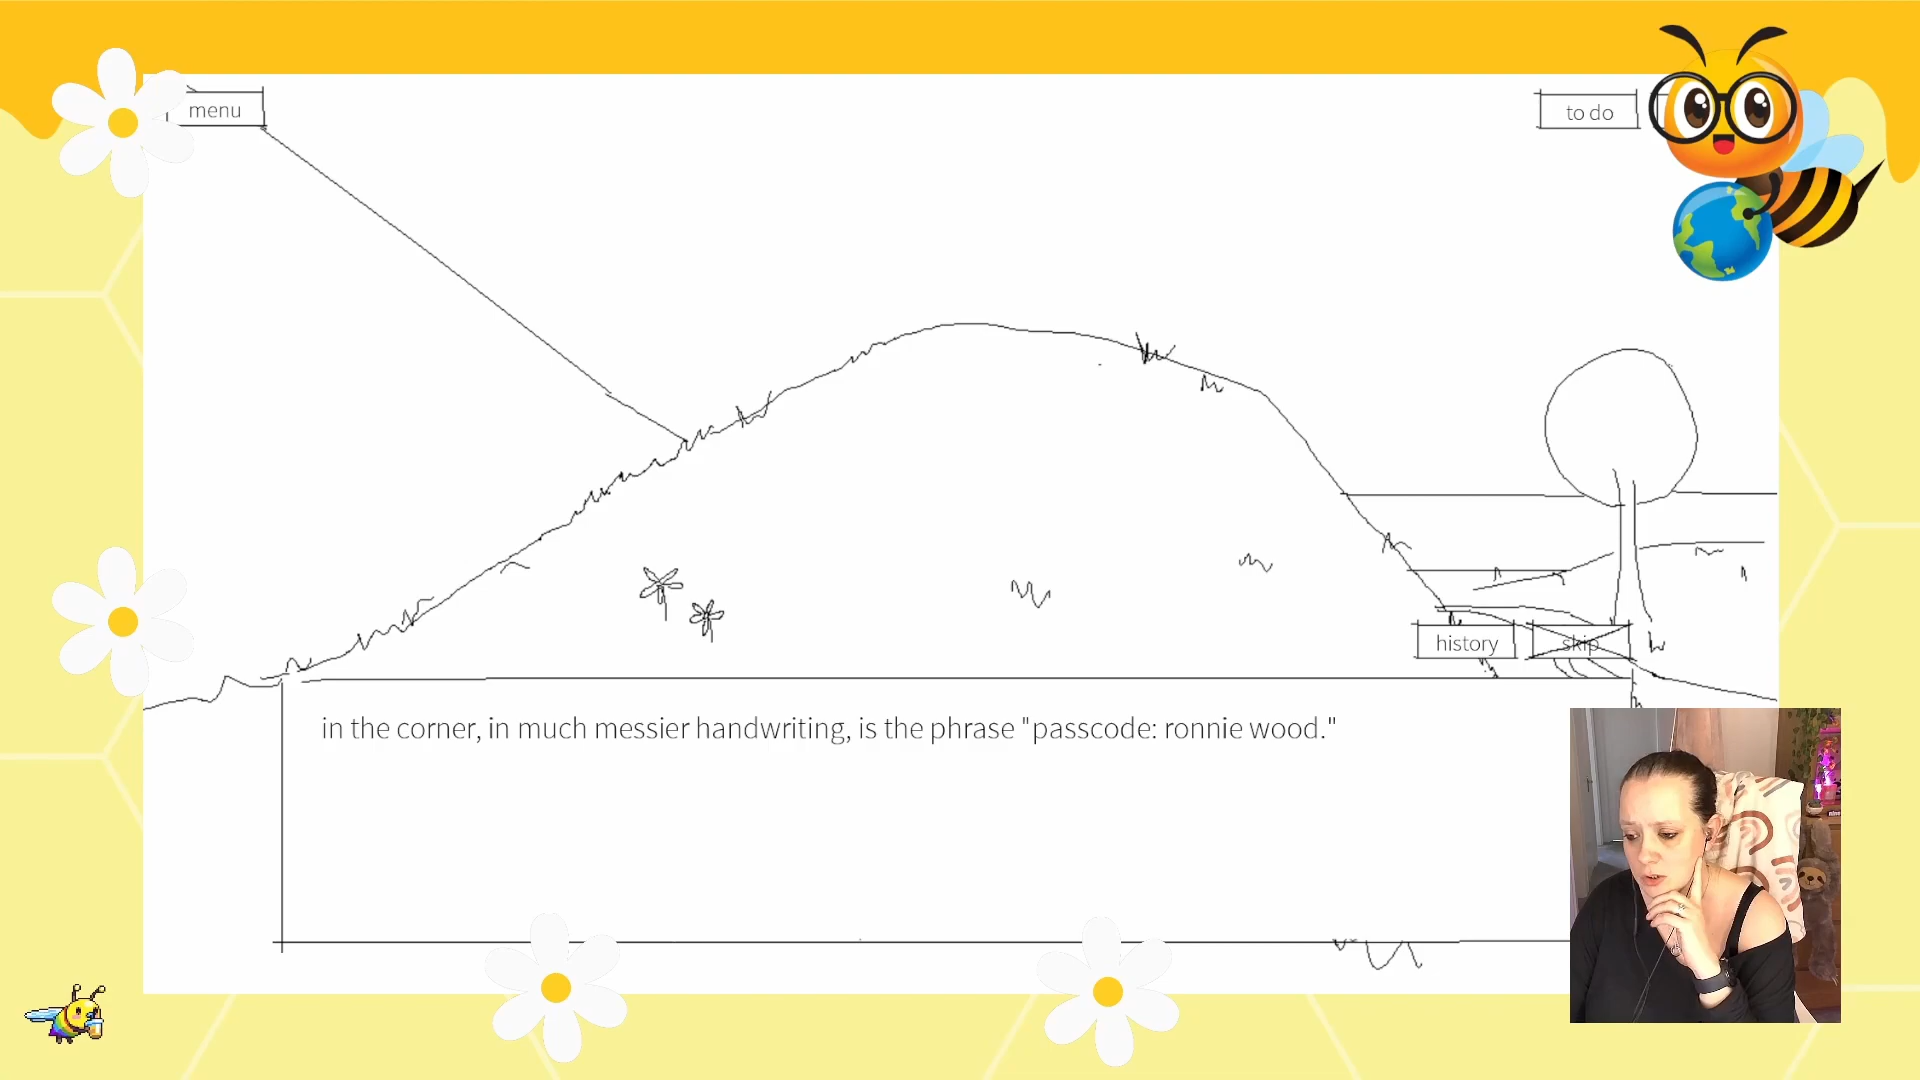 menu
to do
history
skip
in the corner, in much messier handwriting, is the phrase "passcode: ronnie wood."